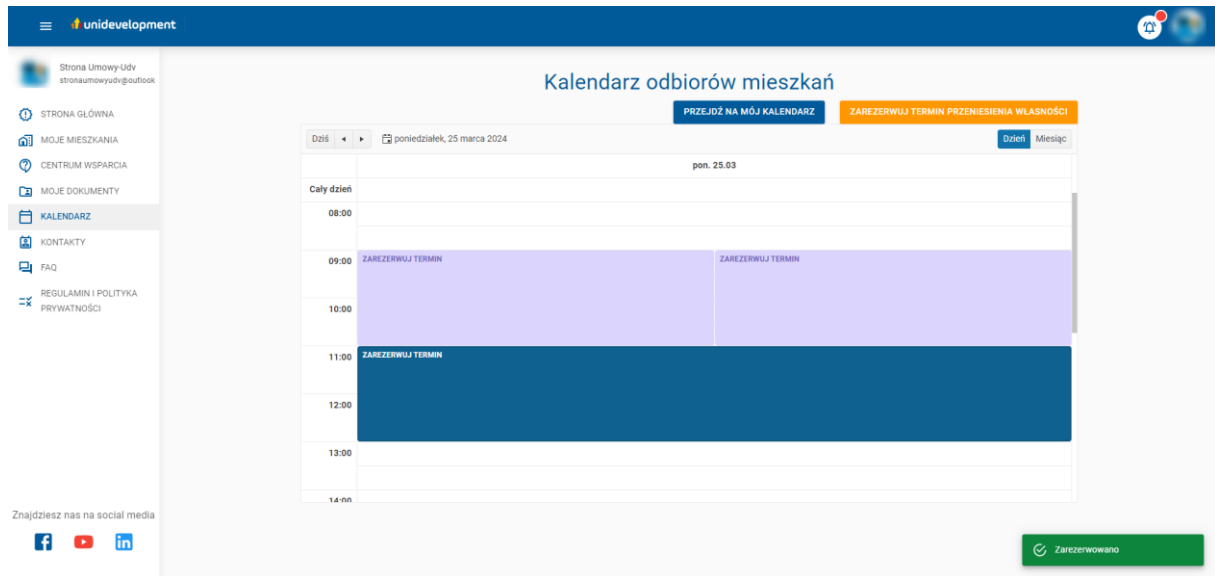 unidevelopment
Strona Umowy-Udv
stronaumowyudv@outlook
STRONA GŁÓWNA
MOJE MIESZKANIA
CENTRUM WSPARCIA
MOJE DOKUMENTY
KALENDARZ
KONTAKTY
FAQ
REGULAMIN I POLITYKA
PRYWATNOŚCI
Znajdziesz nas na social media
Kalendarz odbiorów mieszkań
PRZEJDŹ NA MÓJ KALENDARZ ZAREZERWUJ TERMIN PRZENIESIENIA WŁASNOŚCI
Dziś poniedziałek, 25 marca 2024 Dzień Miesiąc
pon. 25.03
Cały dzień
08:00
09:00 ZAREZERWUJ TERMIN ZAREZERWUJ TERMIN
10:00
11:00 ZAREZERWUJ TERMIN
12:00
13:00
14:00
Zarezerwowano